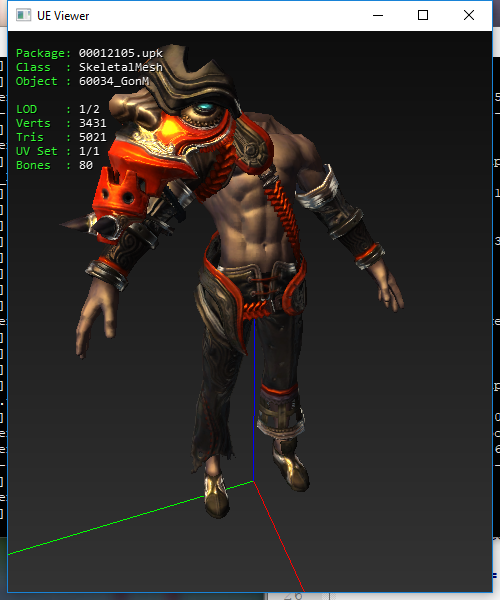 UE Viewer
Package: 00012105.upk
Class : SkeletalMesh
Object : 60034_GonM
LOD : 1/2
Verts : 3431
Tris : 5021
UV Set : 1/1
Bones : 80